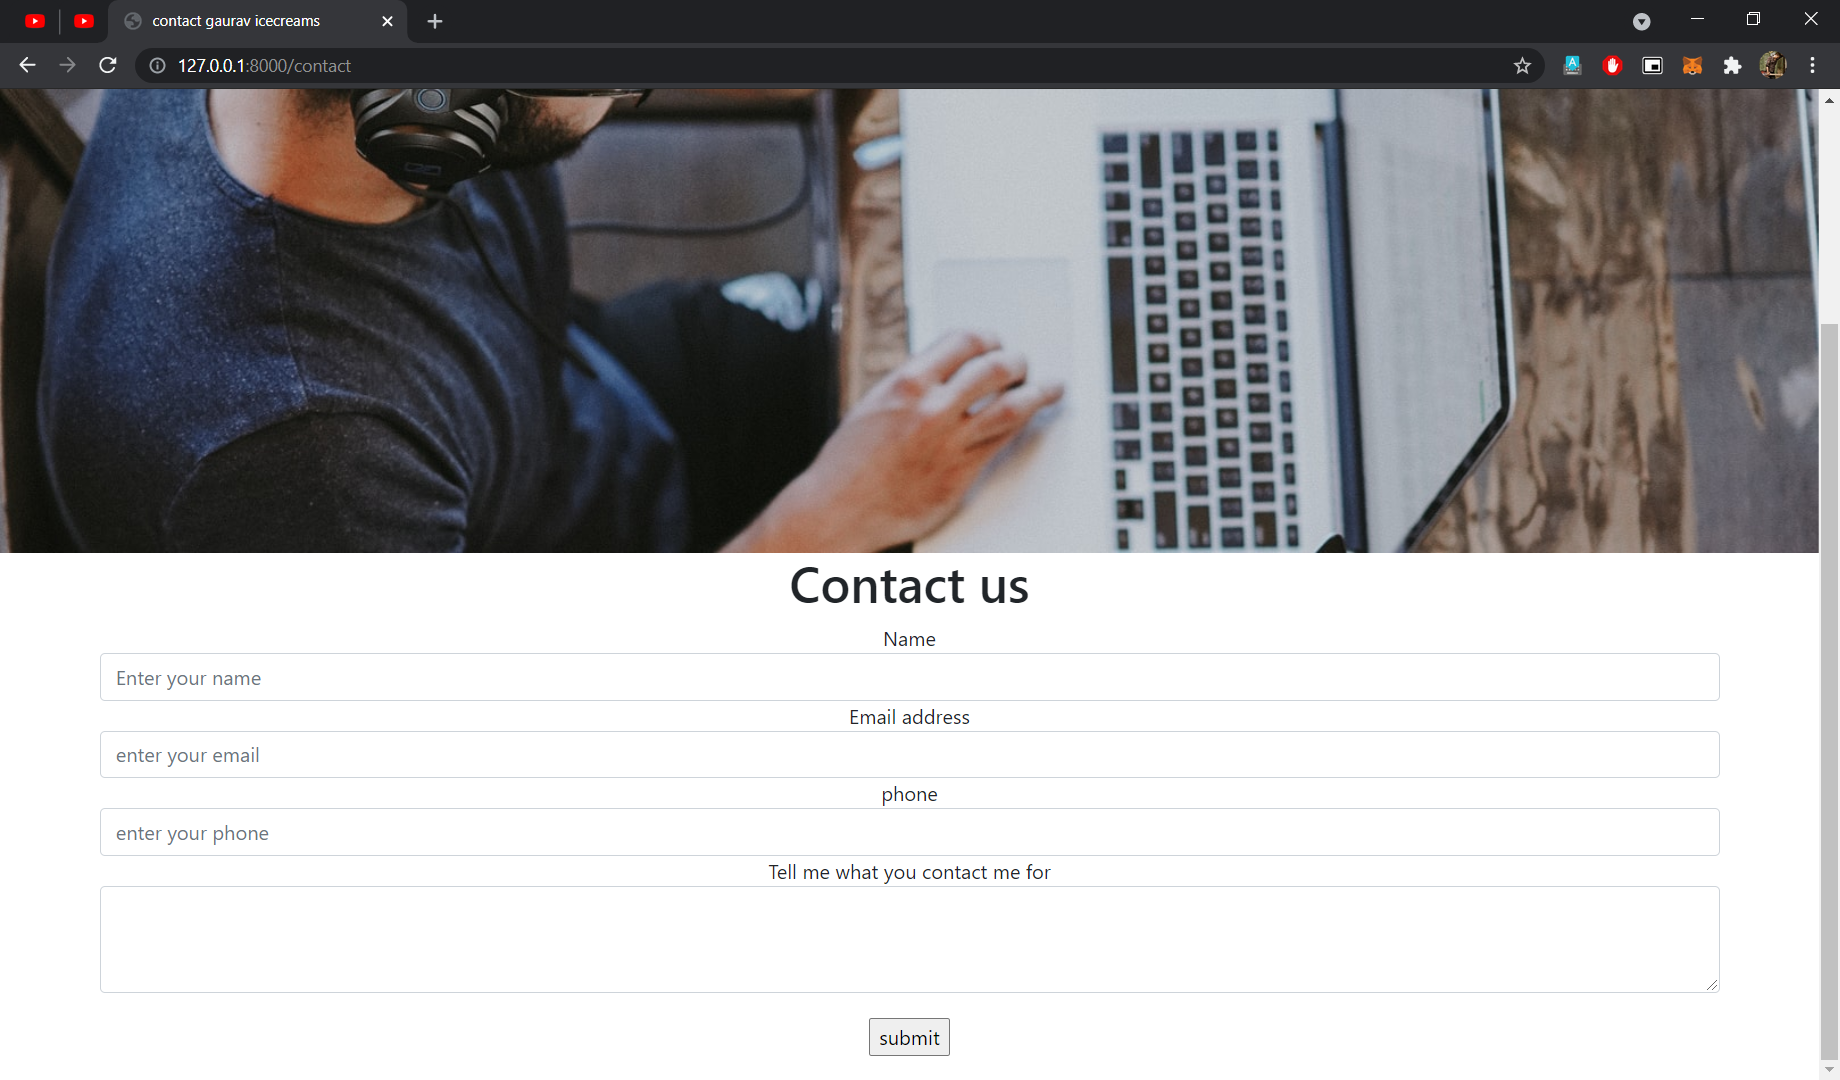 contact gaurav icecreams
127.0.0.1:8000/contact
Contact us
Name
Enter your name
Email address
enter your email
phone
enter your phone
Tell me what you contact me for
submit